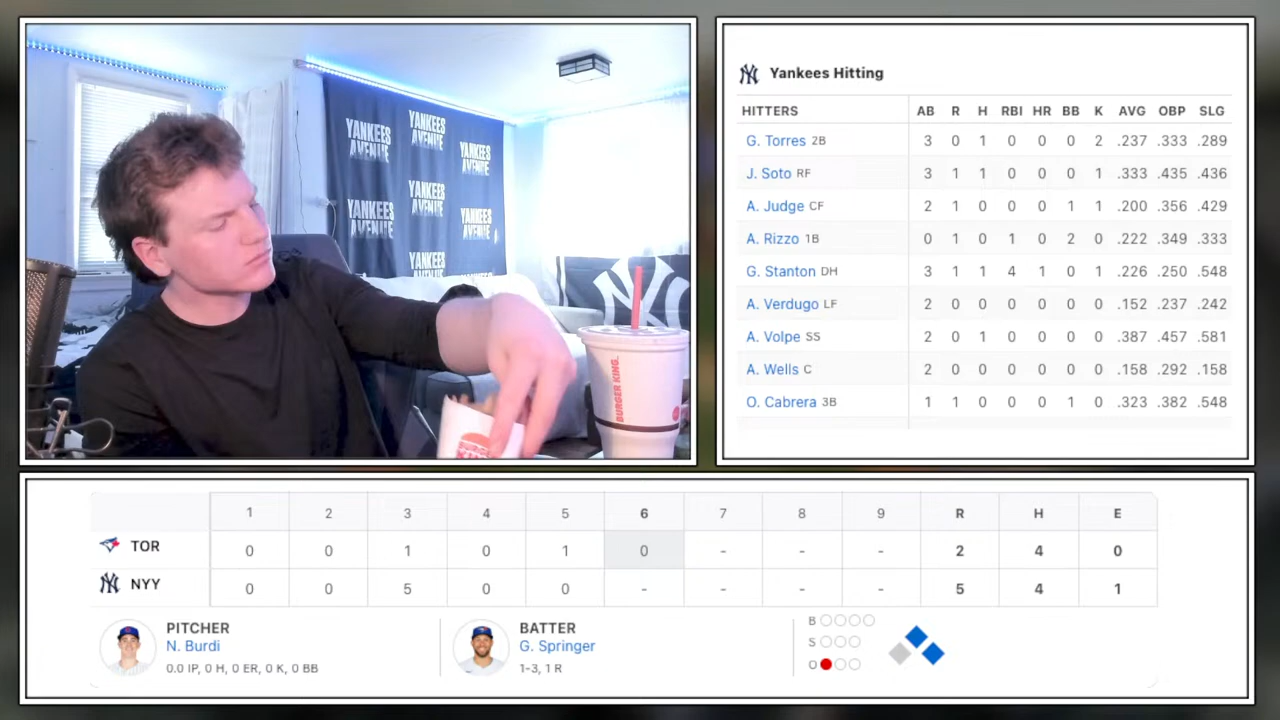 YANKEES AVENUE
YANKEES AVENUE
YANKEES AVENUE
YANKEES AVENUE
YANKEES AVENUE
YANKEES AVENUE
YANKEES AVENUE
YANKEES AVENUE
NY
BURGER KING
Yankees Hitting
HITTERS AB R H RBI HR BB K AVG OBP SLG
G. Torres 2B 3 0 1 0 0 0 2 .237 .333 .289
J. Soto RF 3 1 1 0 0 0 1 .333 .435 .436
A. Judge CF 2 1 0 0 0 1 1 .200 .356 .429
A. Rizzo 1B 0 1 0 1 0 2 0 .222 .349 .333
G. Stanton DH 3 1 1 4 1 0 1 .226 .250 .548
A. Verdugo LF 2 0 0 0 0 0 0 .152 .237 .242
A. Volpe SS 2 0 1 0 0 0 0 .387 .457 .581
A. Wells C 2 0 0 0 0 0 0 .158 .292 .158
O. Cabrera 3B 1 1 0 0 0 1 0 .323 .382 .548
1 2 3 4 5 6 7 8 9 R H E
TOR 0 0 1 0 1 0 - - - 2 4 0
NYY 0 0 5 0 0 - - - - 5 4 1
PITCHER
N. Burdi
0.0 IP, 0 H, 0 ER, 0 K, 0 BB
BATTER
G. Springer
1-3, 1 R
B
S
O